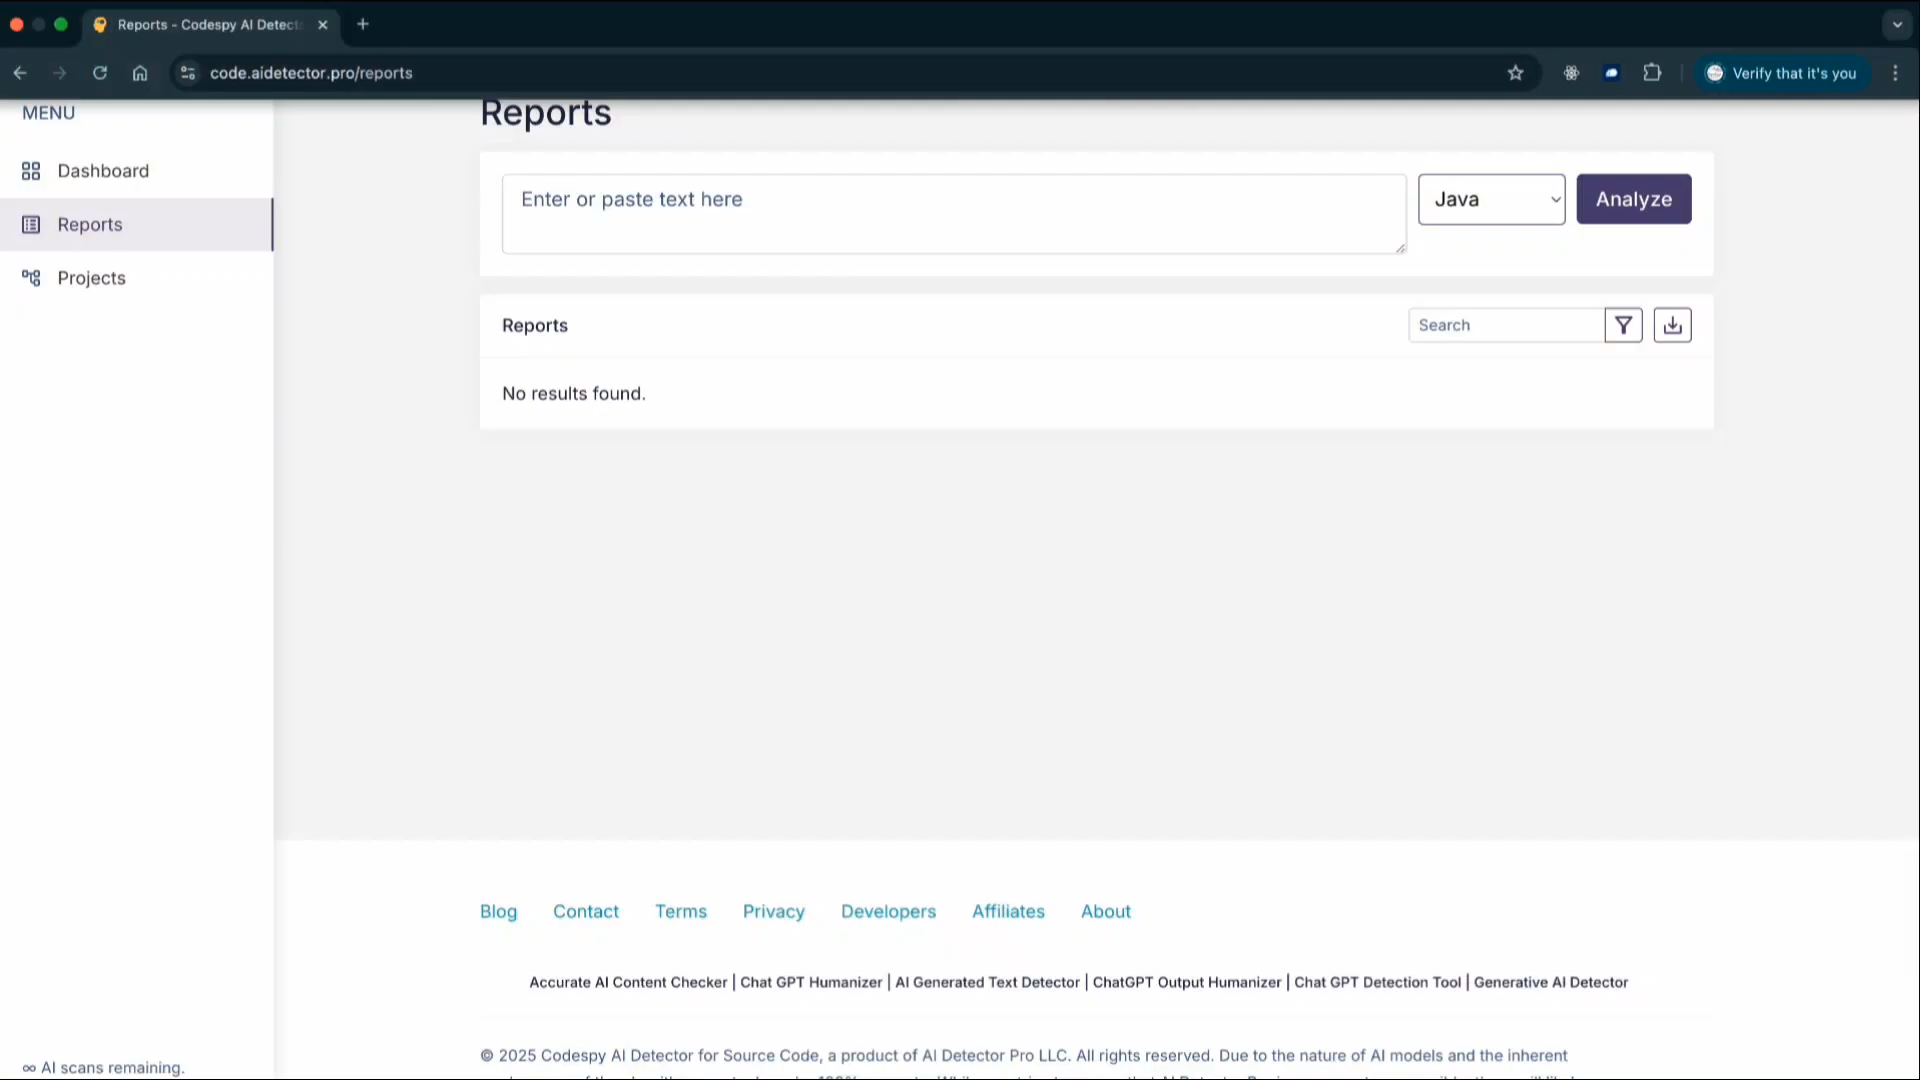 Reports - Codespy AI Detect
code.aidetector.pro/reports
Verify that it's you
MENU
Dashboard
Reports
Projects
∞ AI scans remaining.
Reports
Enter or paste text here
Java
Analyze
Reports
Search
No results found.
Blog Contact Terms Privacy Developers Affiliates About
Accurate AI Content Checker | Chat GPT Humanizer | AI Generated Text Detector | ChatGPT Output Humanizer | Chat GPT Detection Tool | Generative AI Detector
© 2025 Codespy AI Detector for Source Code, a product of AI Detector Pro LLC. All rights reserved. Due to the nature of AI models and the inherent